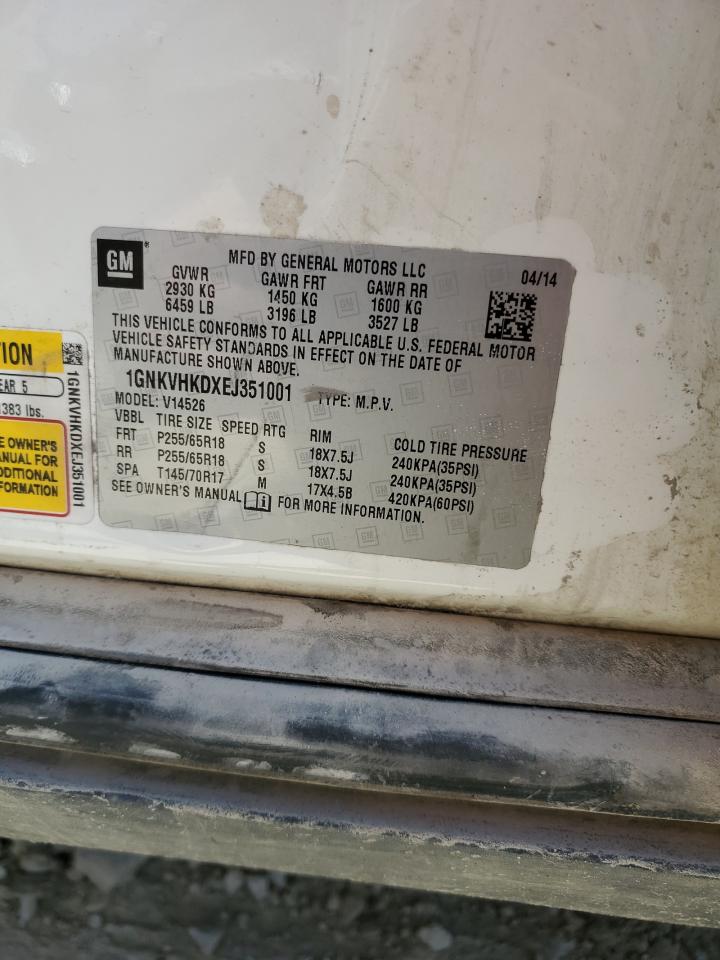 GM®
MFD BY GENERAL MOTORS LLC 04/14
GVWR GAWR FRT GAWR RR
2930 KG 1450 KG 1600 KG
6459 LB 3196 LB 3527 LB
THIS VEHICLE CONFORMS TO ALL APPLICABLE U.S. FEDERAL MOTOR
VEHICLE SAFETY STANDARDS IN EFFECT ON THE DATE OF
MANUFACTURE SHOWN ABOVE.
1GNKVHKDXEJ351001 TYPE: M.P.V.
MODEL: V14526
VBBL TIRE SIZE SPEED RTG RIM COLD TIRE PRESSURE
FRT P255/65R18 S 18X7.5J 240KPA(35PSI)
RR P255/65R18 S 18X7.5J 240KPA(35PSI)
SPA T145/70R17 M 17X4.5B 420KPA(60PSI)
SEE OWNER'S MANUAL FOR MORE INFORMATION.
TION
EAR 5
1383 lbs.
E OWNER'S
ANUAL FOR
DDITIONAL
FORMATION
1GNKVHKDXEJ351001